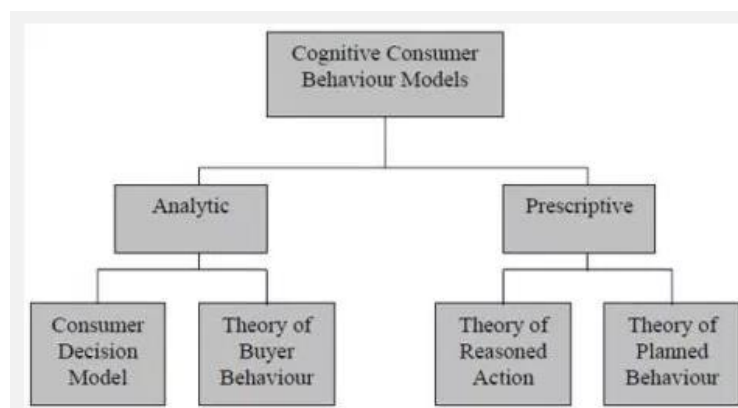 Cognitive Consumer
Behaviour Models
Analytic
Prescriptive
Consumer
Decision
Model
Theory of
Buyer
Behaviour
Theory of
Reasoned
Action
Theory of
Planned
Behaviour